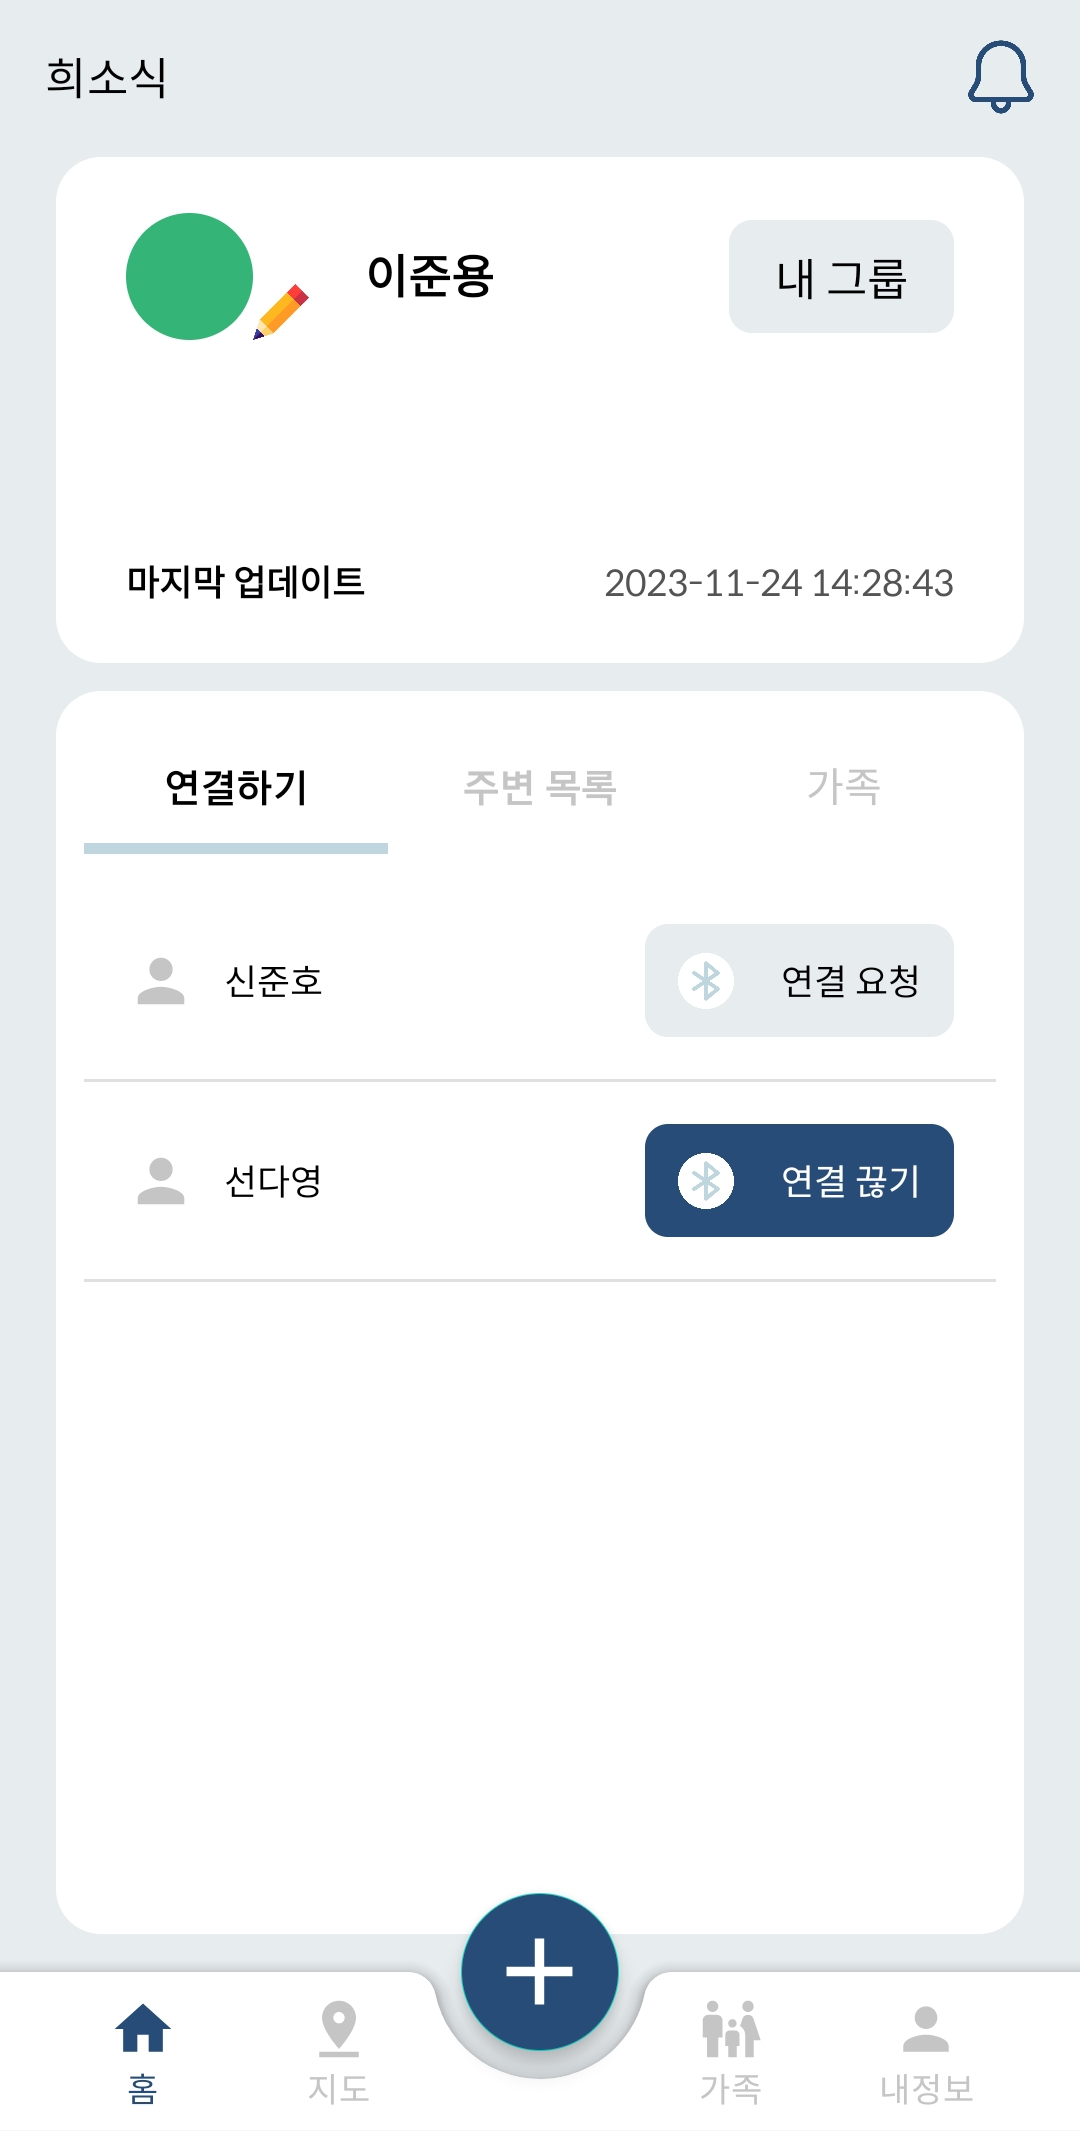 희소식
이준용
내 그룹
마지막 업데이트 2023-11-24 14:28:43
연결하기 주변 목록 가족
신준호 연결 요청
선다영 연결 끊기
홈 지도 가족 내정보